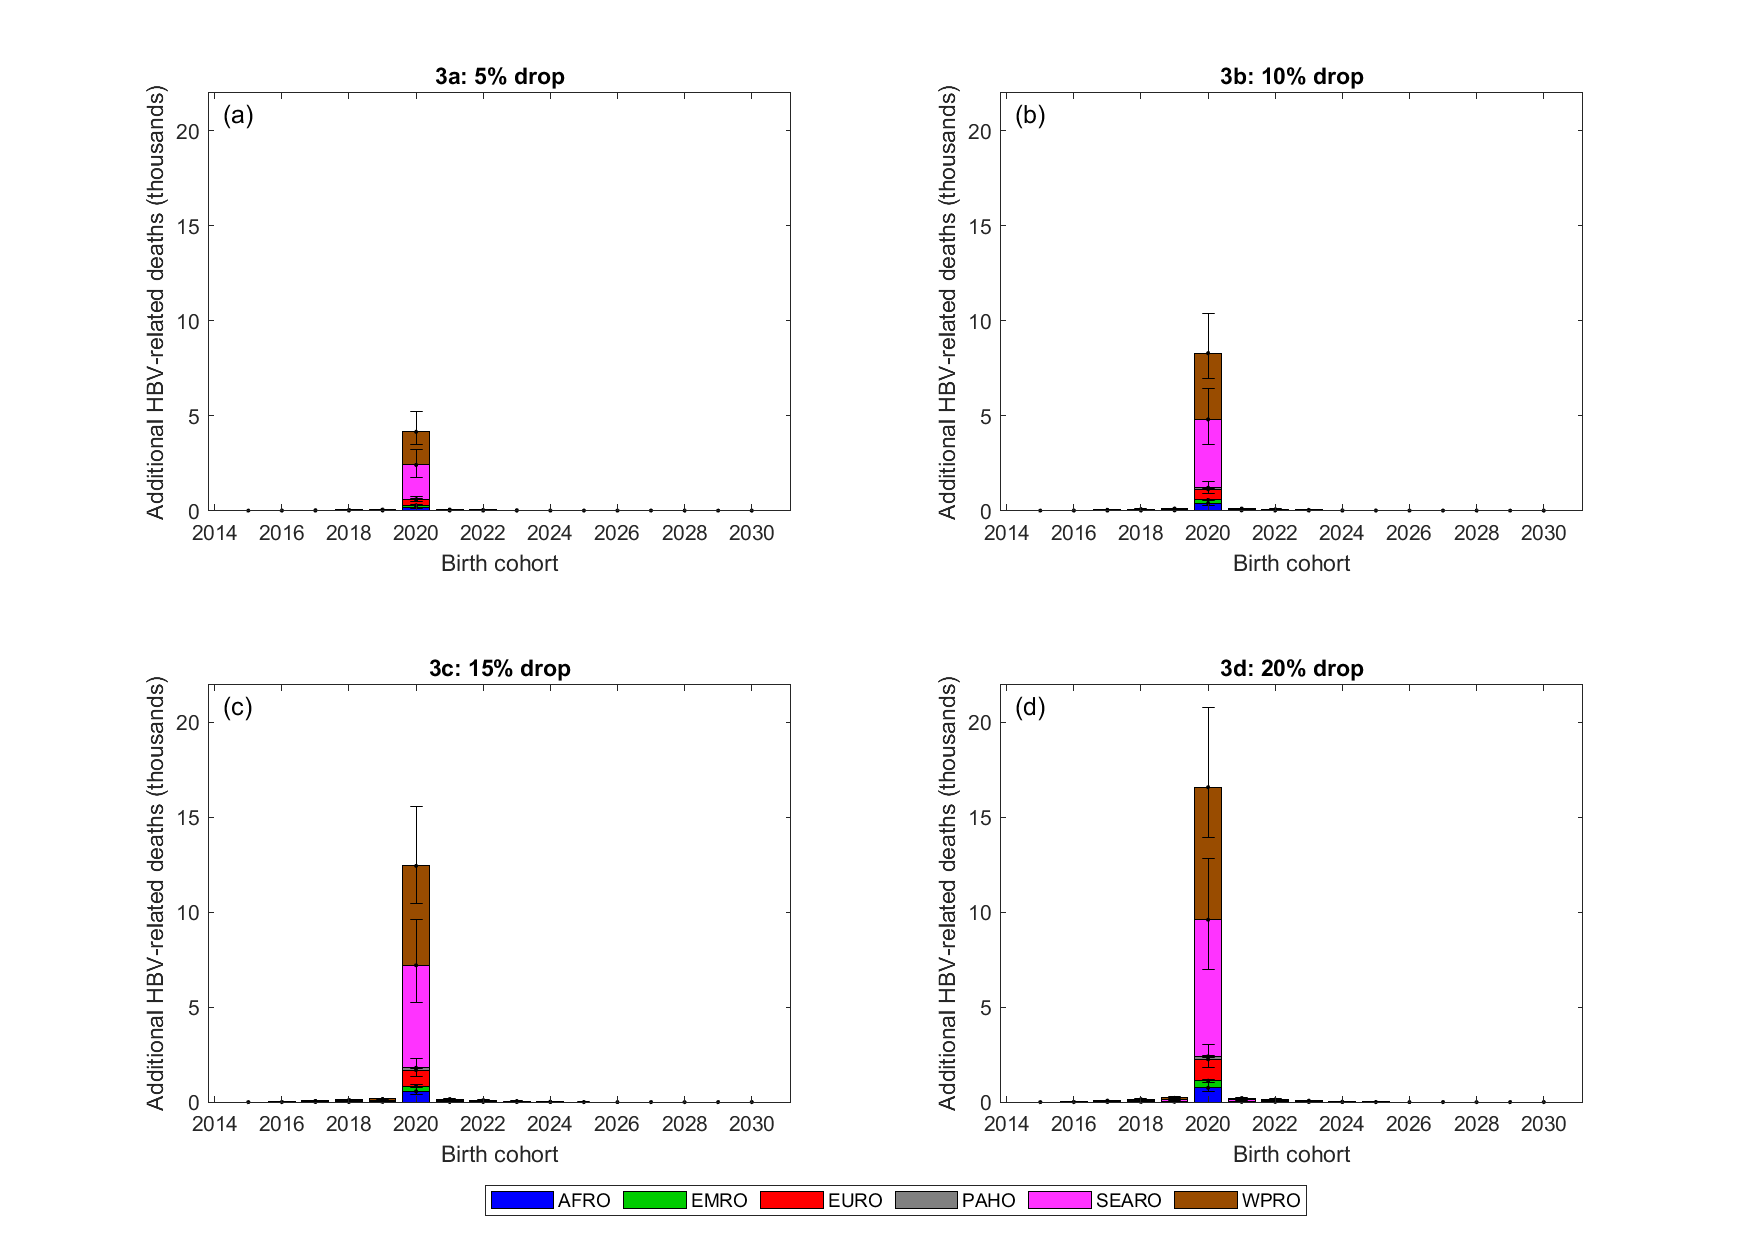 3a: 5% drop
(a)
Additional HBV-related deaths (thousands)
20
15
10
5
0
2014 2016 2018 2020 2022 2024 2026 2028 2030
Birth cohort
3b: 10% drop
(b)
Additional HBV-related deaths (thousands)
20
15
10
5
0
2014 2016 2018 2020 2022 2024 2026 2028 2030
Birth cohort
3c: 15% drop
(c)
Additional HBV-related deaths (thousands)
20
15
10
5
0
2014 2016 2018 2020 2022 2024 2026 2028 2030
Birth cohort
3d: 20% drop
(d)
Additional HBV-related deaths (thousands)
20
15
10
5
0
2014 2016 2018 2020 2022 2024 2026 2028 2030
Birth cohort
AFRO EMRO EURO PAHO SEARO WPRO